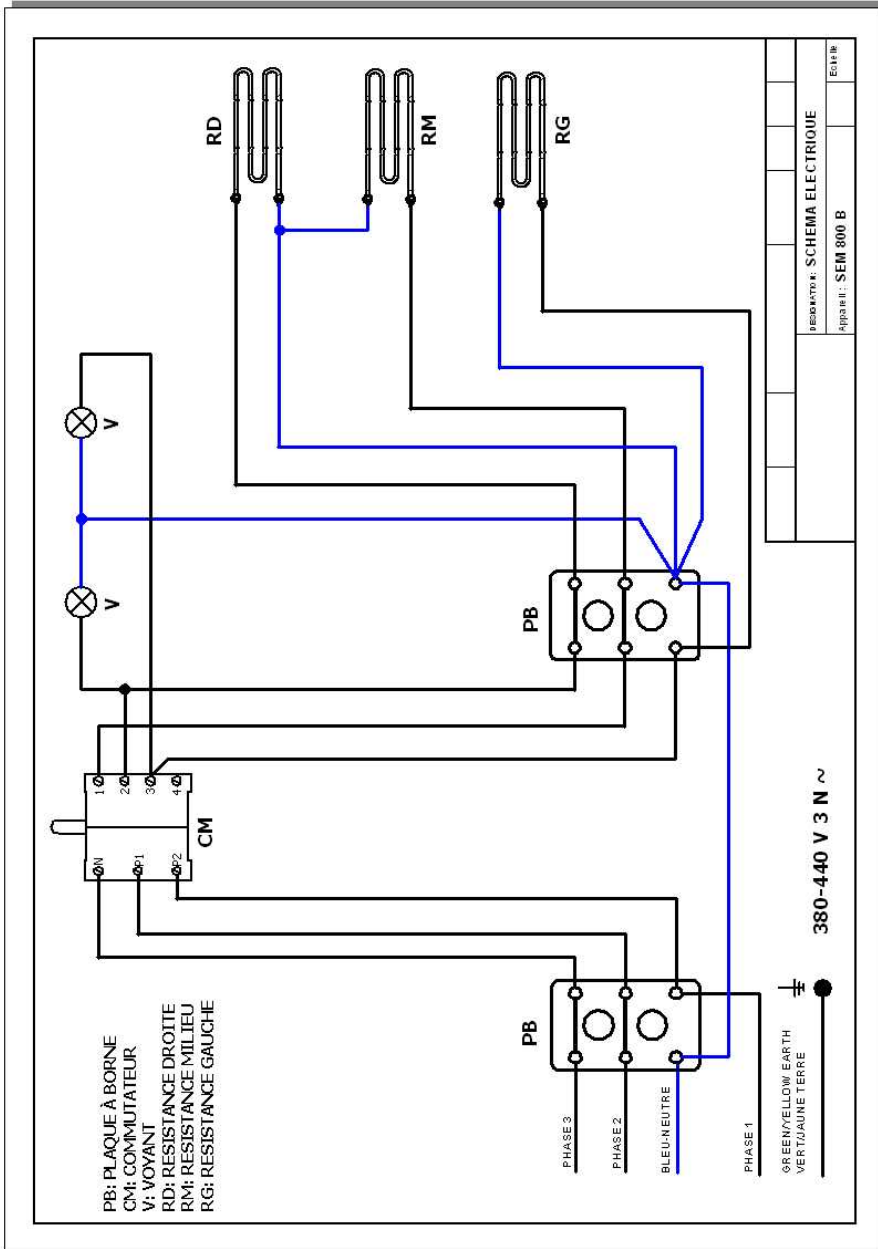 PB: PLAQUE À BORNE
CM: COMMUTATEUR
V: VOYANT
RD: RESISTANCE DROITE
RM: RESISTANCE MILIEU
RG: RESISTANCE GAUCHE
N
P1
P2
1
2
3
4
CM
V
V
RD
RM
RG
PB
PB
PHASE 3
PHASE 2
BLEU-NEUTRE
PHASE 1
GREEN/YELLOW EARTH
VERT/JAUNE TERRE
380-440 V 3 N ~
DESIGNATION: SCHEMA ELECTRIQUE
Appareil: SEM 800 B
Echelle